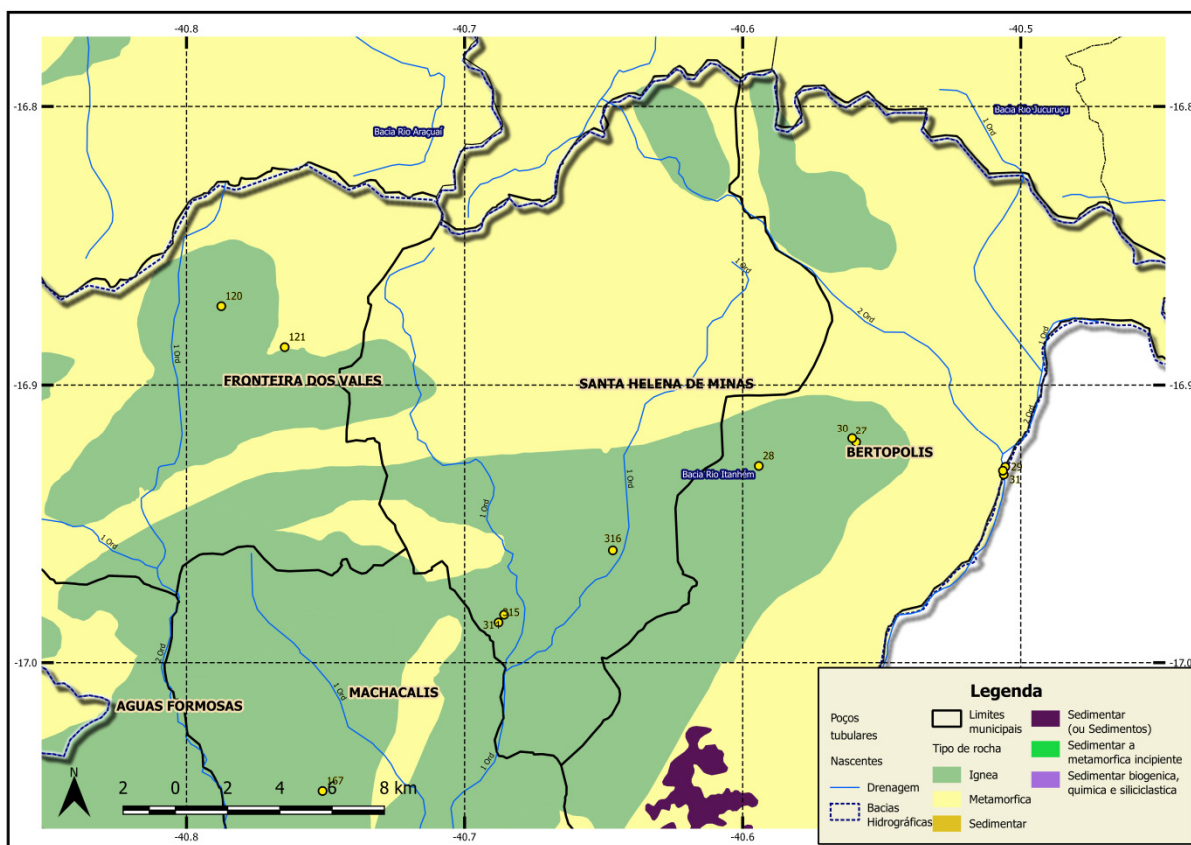 -40.8
-40.7
-40.6
-40.5
-16.8
-16.8
Bacia Rio Araçuaí
Bacia Rio Jucuruçu
1 Ord
1 Ord
2 Ord
1 Ord
120
121
1 Ord
-16.9
-16.9
FRONTEIRA DOS VALES
SANTA HELENA DE MINAS
2 Ord
30
27
BERTOPOLIS
28
Bacia Rio Itanhém
29
31
1 Ord
1 Ord
1 Ord
316
315
314
2 Ord
-17.0
-17.0
MACHACALIS
AGUAS FORMOSAS
1 Ord
1 Ord
N
167
2 0 2 4 6 8 km
-40.8
-40.7
-40.6
-40.5
Legenda
Poços
tubulares
Nascentes
Drenagem
Bacias
Hidrográficas
Limites
municipais
Tipo de rocha
Ignea
Metamorfica
Sedimentar
Sedimentar
(ou Sedimentos)
Sedimentar a
metamorfica incipiente
Sedimentar biogenica,
quimica e siliciclastica